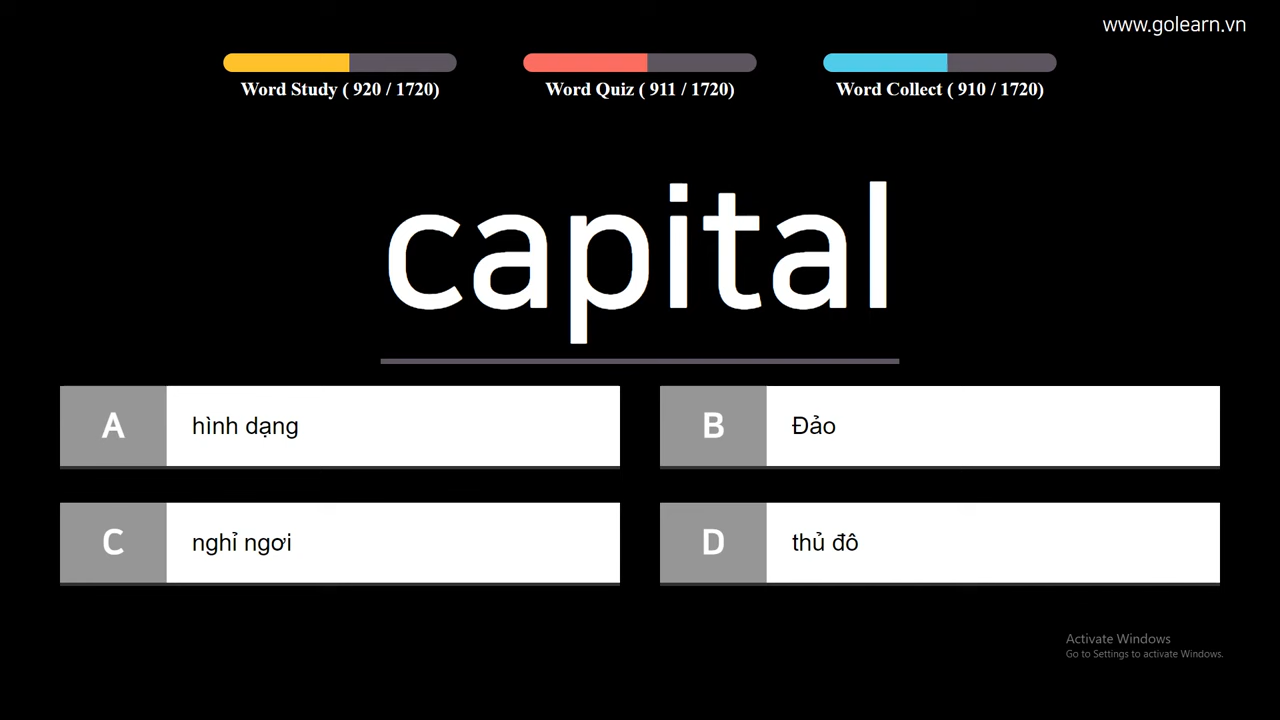 www.golearn.vn
Word Study ( 920 / 1720)
Word Quiz ( 911 / 1720)
Word Collect ( 910 / 1720)
capital
A hình dạng
B Đảo
C nghỉ ngơi
D thủ đô
Activate Windows
Go to Settings to activate Windows.